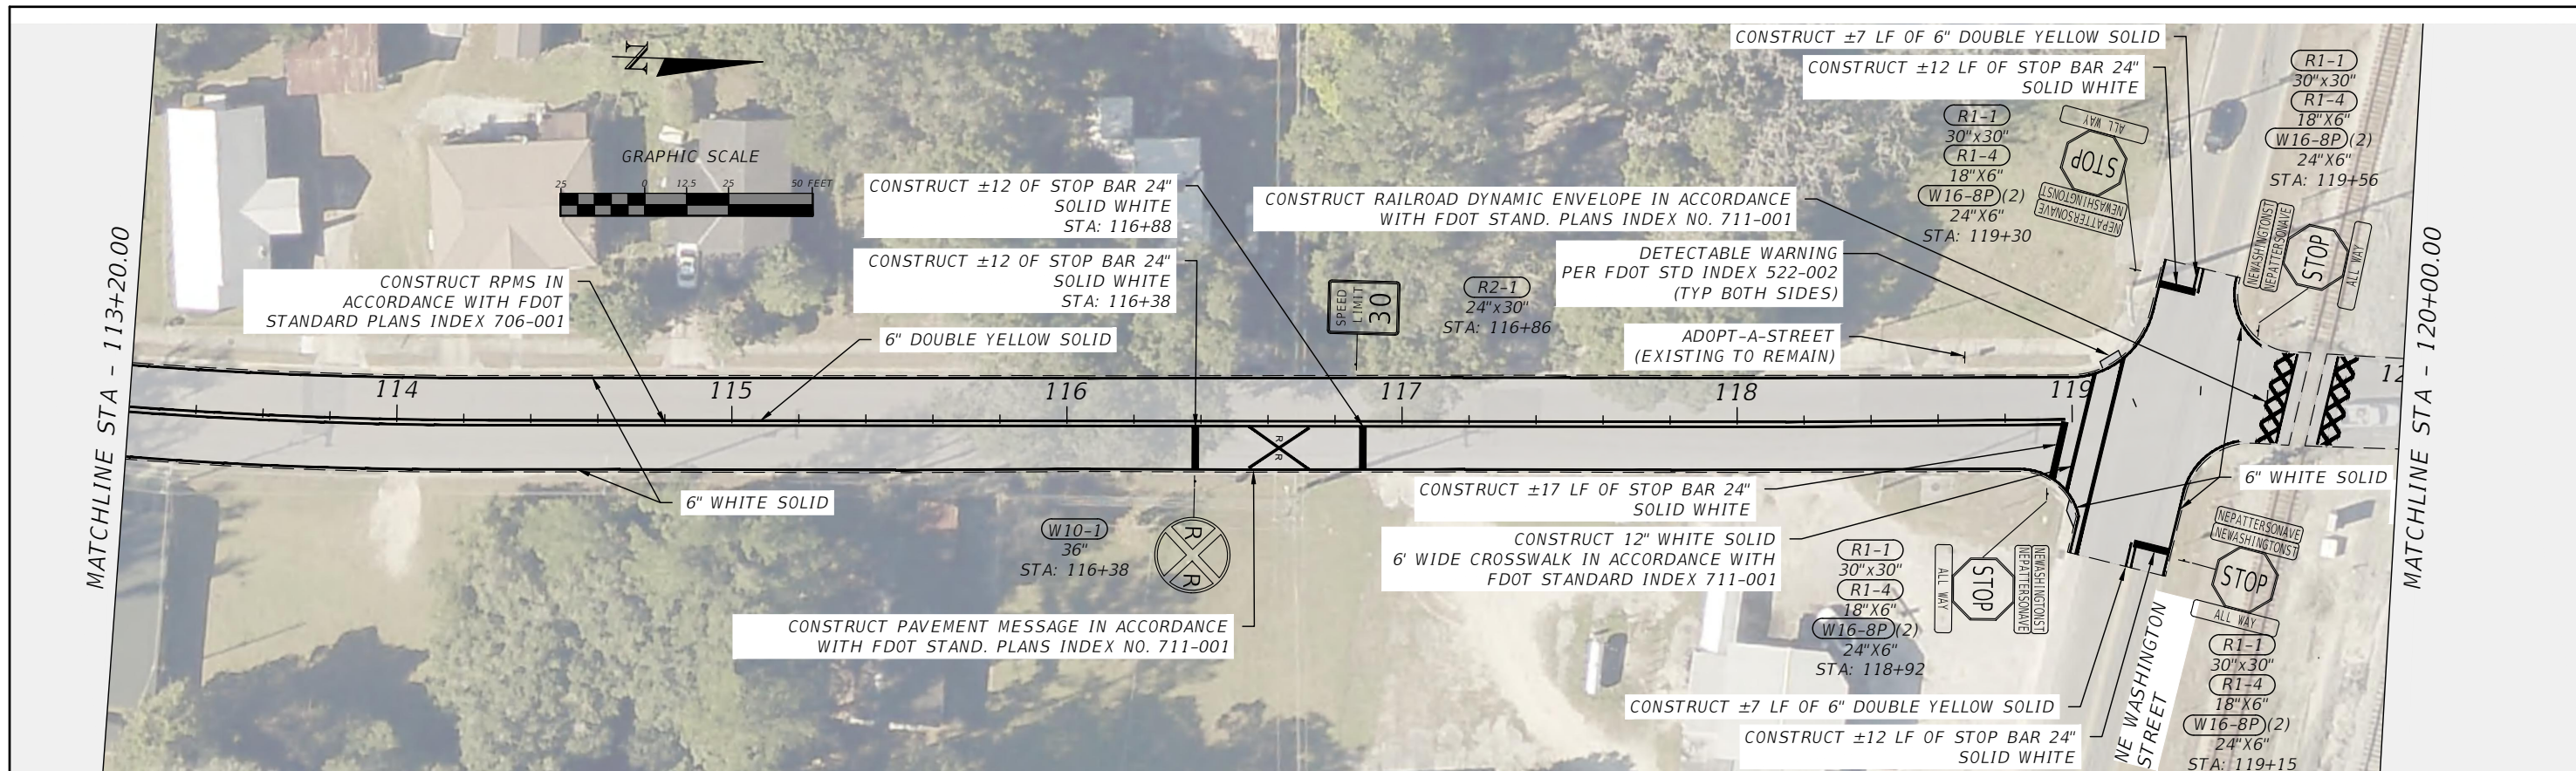 MATCHLINE STA - 113+20.00
N
GRAPHIC SCALE
25 0 12.5 25 50 FEET
CONSTRUCT RPMS IN
ACCORDANCE WITH FDOT
STANDARD PLANS INDEX 706-001
CONSTRUCT ±12 OF STOP BAR 24"
SOLID WHITE
STA: 116+88
CONSTRUCT ±12 OF STOP BAR 24"
SOLID WHITE
STA: 116+38
6" DOUBLE YELLOW SOLID
SPEED
LIMIT
30
R2-1
24"x30"
STA: 116+86
CONSTRUCT RAILROAD DYNAMIC ENVELOPE IN ACCORDANCE
WITH FDOT STAND. PLANS INDEX NO. 711-001
DETECTABLE WARNING
PER FDOT STD INDEX 522-002
(TYP BOTH SIDES)
ADOPT-A-STREET
(EXISTING TO REMAIN)
CONSTRUCT ±7 LF OF 6" DOUBLE YELLOW SOLID
CONSTRUCT ±12 LF OF STOP BAR 24"
SOLID WHITE
R1-1
30"x30"
R1-4
18"X6"
W16-8P (2)
24"X6"
STA: 119+30
ALL WAY
STOP
NEWASHINGTONST
NEPATTERSONAVE
R1-1
30"x30"
R1-4
18"X6"
W16-8P (2)
24"X6"
STA: 119+56
NEWASHINGTONST
NEPATTERSONAVE
STOP
ALL WAY
114 115 116 117 118 119 12
R R
6" WHITE SOLID
W10-1
36"
STA: 116+38
R
R
CONSTRUCT PAVEMENT MESSAGE IN ACCORDANCE
WITH FDOT STAND. PLANS INDEX NO. 711-001
CONSTRUCT ±17 LF OF STOP BAR 24"
SOLID WHITE
CONSTRUCT 12" WHITE SOLID
6' WIDE CROSSWALK IN ACCORDANCE WITH
FDOT STANDARD INDEX 711-001
R1-1
30"x30"
R1-4
18"X6"
W16-8P (2)
24"X6"
STA: 118+92
ALL WAY
STOP
NEPATTERSONAVE
NEWASHINGTONST
6" WHITE SOLID
NEPATTERSONAVE
NEWASHINGTONST
STOP
ALL WAY
R1-1
30"x30"
R1-4
18"X6"
W16-8P (2)
24"X6"
STA: 119+15
CONSTRUCT ±7 LF OF 6" DOUBLE YELLOW SOLID
CONSTRUCT ±12 LF OF STOP BAR 24"
SOLID WHITE
NE WASHINGTON
STREET
MATCHLINE STA - 120+00.00